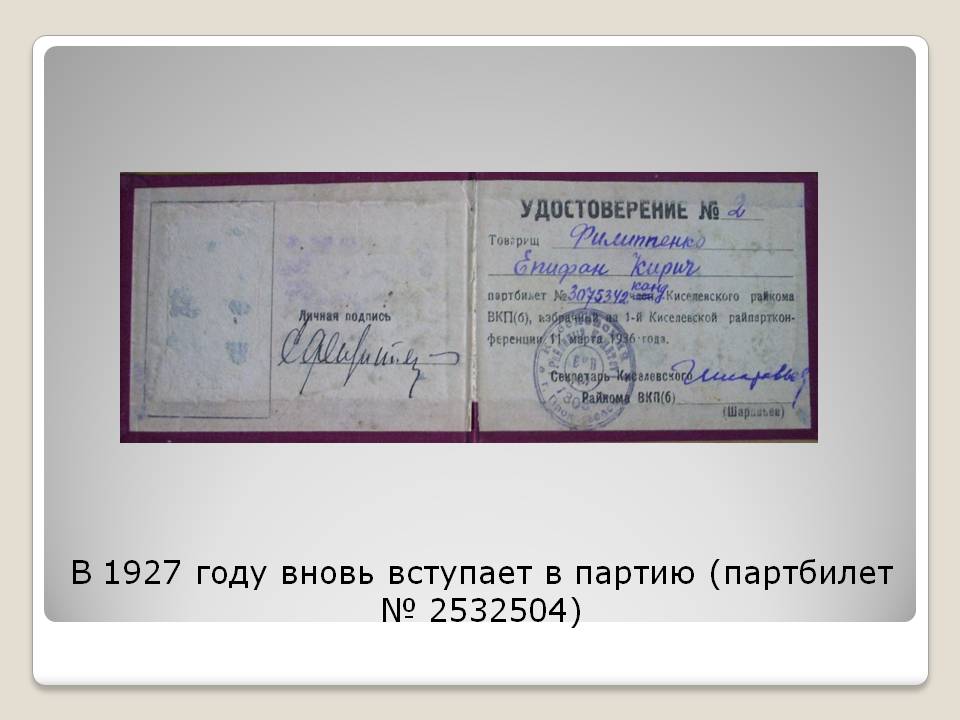 УДОСТОВЕРЕНИЕ № 2
Товарищ Филиппенко
Епифан Кирич
канд
партбилет № 3075342 член Киселевского райкома
ВКП(б), избранный на 1-й Киселевской райпарткон-
ференции 11 марта 1936 года.
Личная подпись
Секретарь Киселевского
Райкома ВКП(б)
В 1927 году вновь вступает в партию (партбилет
№ 2532504)